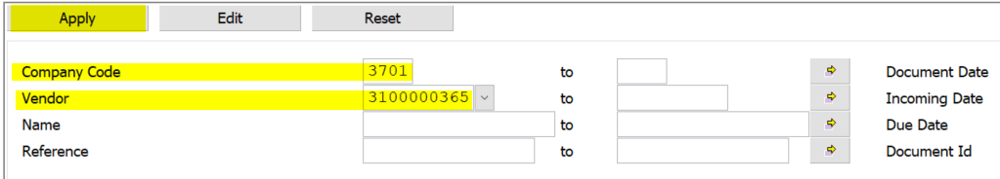 Apply Edit Reset
Company Code 3701 to Document Date
Vendor 3100000365 to Incoming Date
Name to Due Date
Reference to Document Id